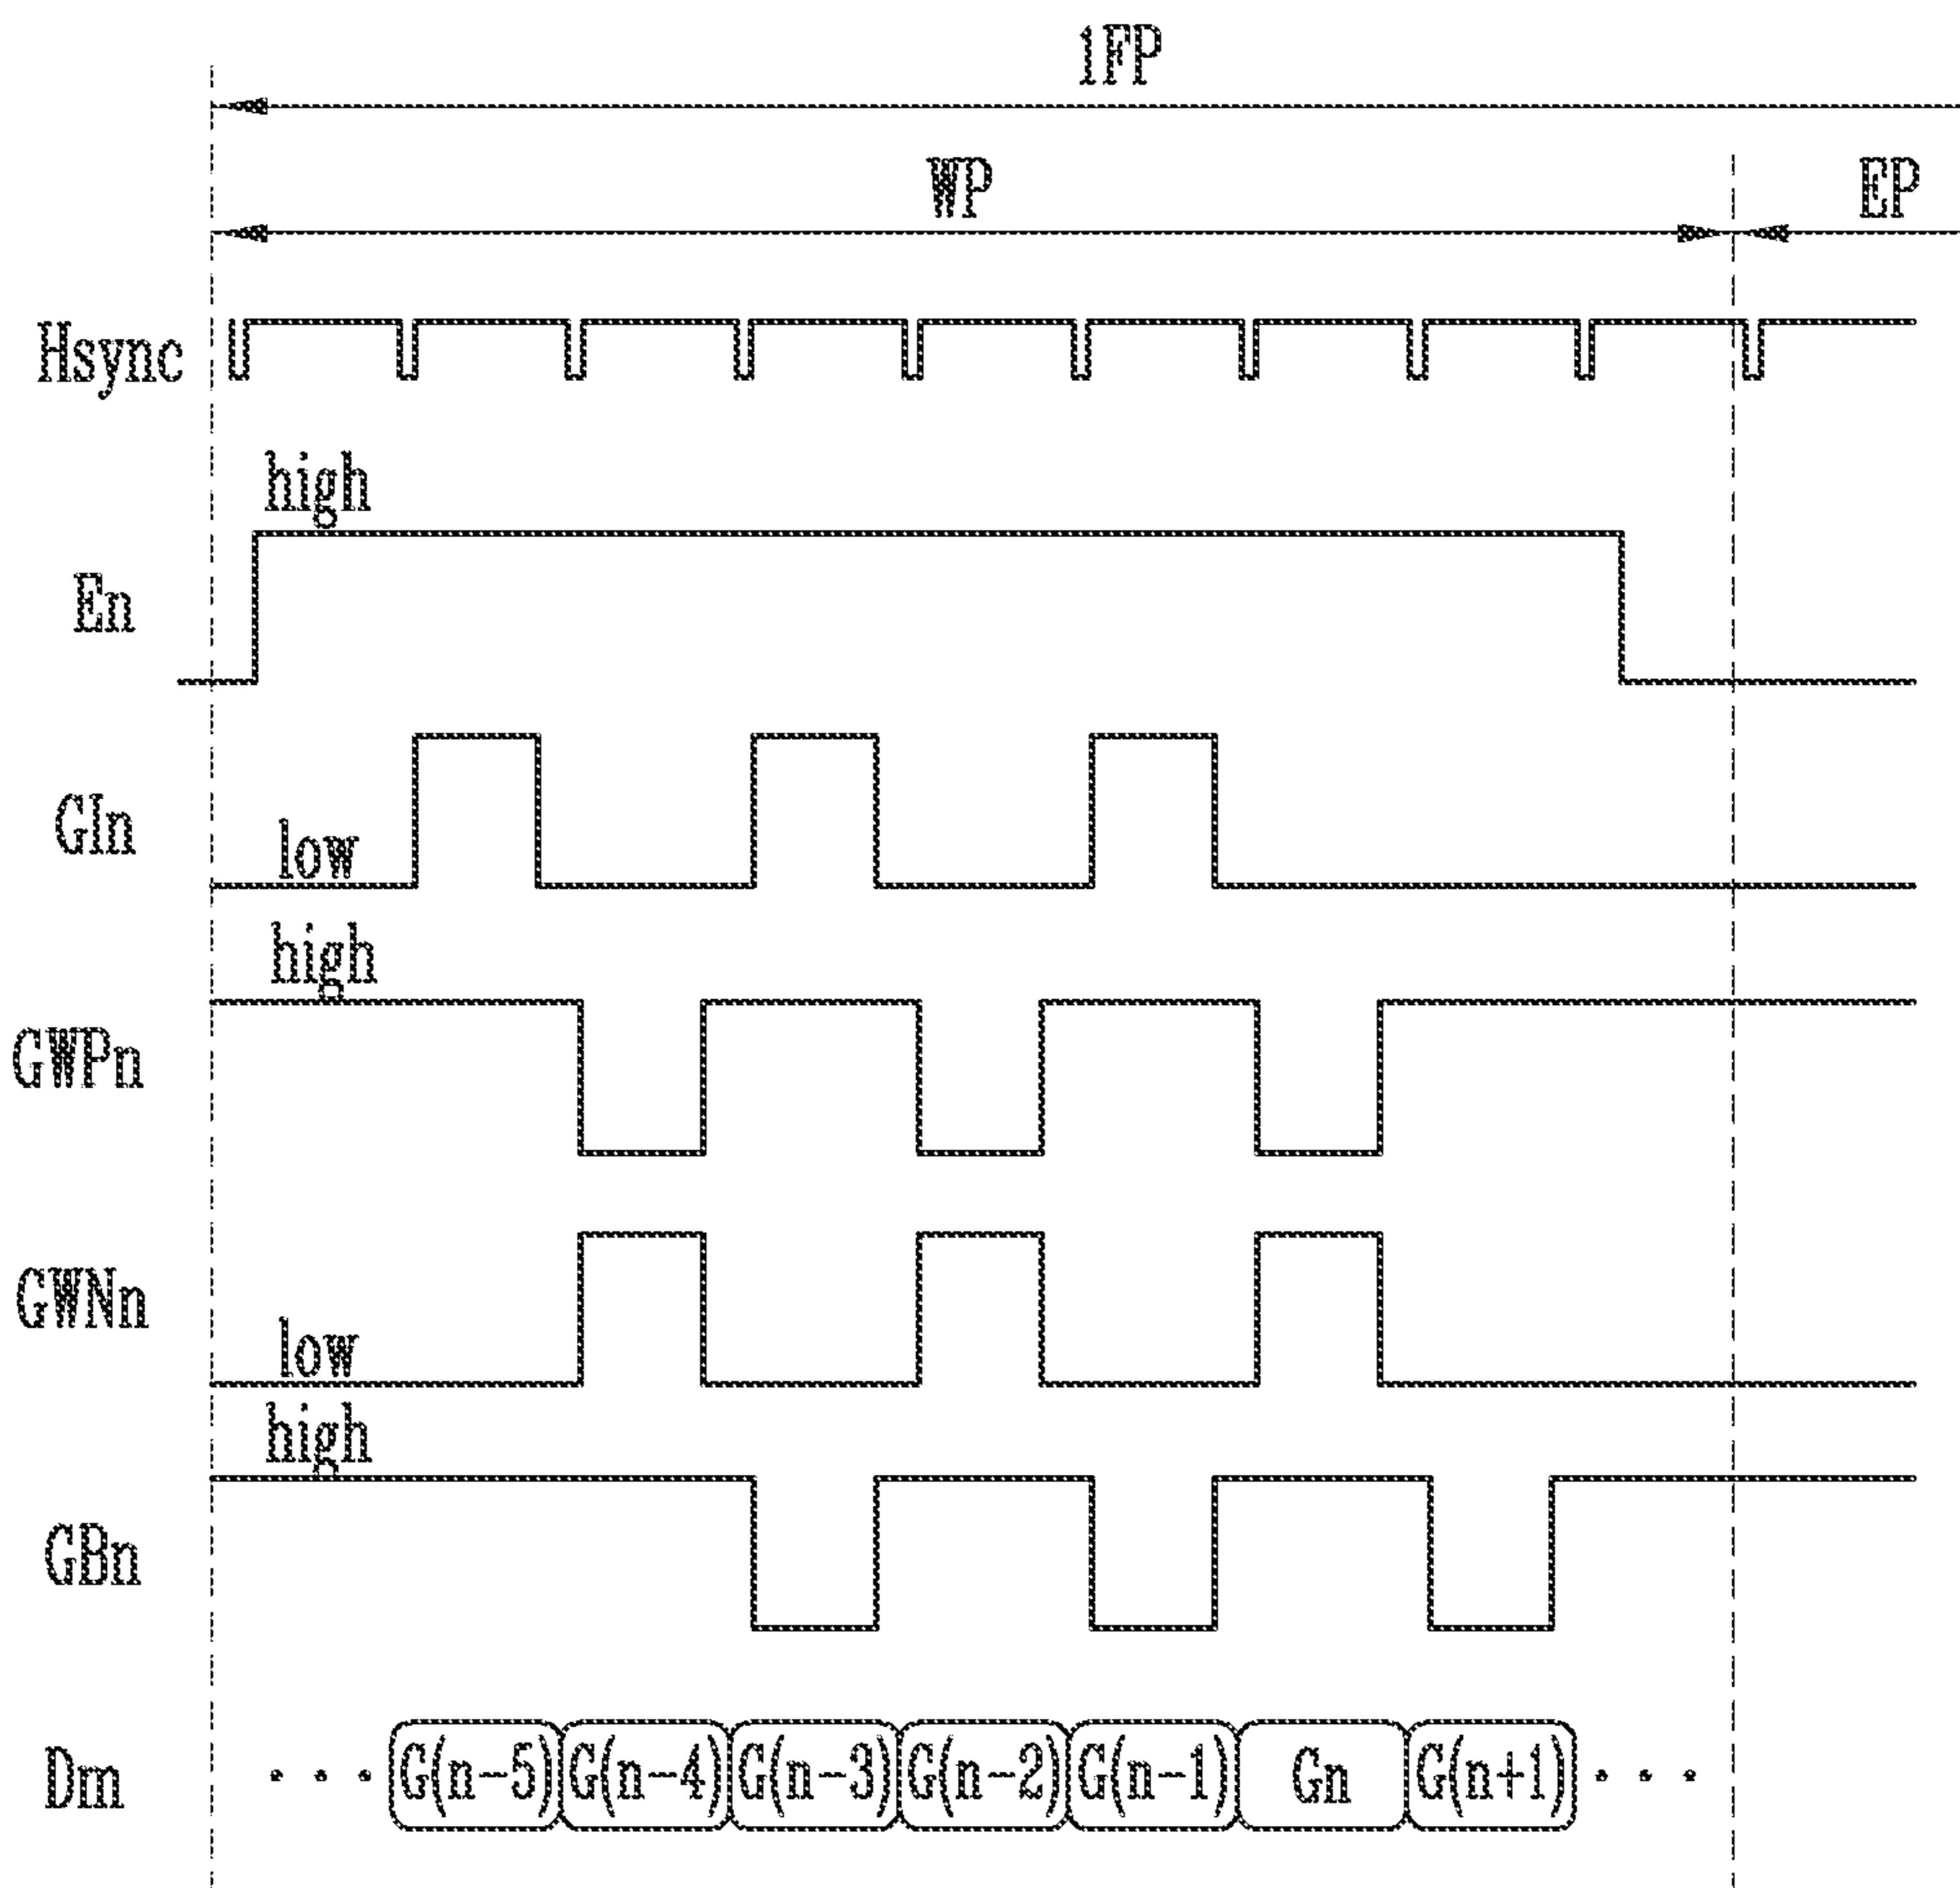 1FP
WP EP
Hsync
high
En
GIn
low
high
GWPn
GWNn
low
high
GBn
Dm ··· G(n-5) G(n-4) G(n-3) G(n-2) G(n-1) Gn G(n+1) ···